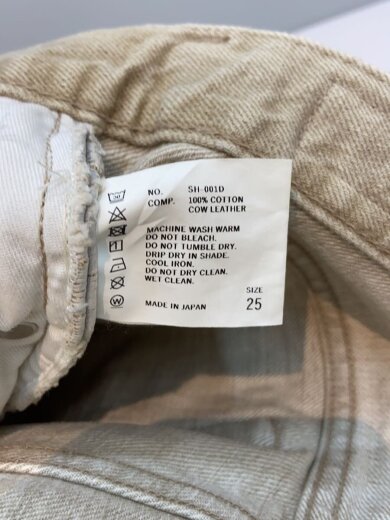 NO. SH-001D
COMP. 100% COTTON
COW LEATHER
MACHINE WASH WARM
DO NOT BLEACH.
DO NOT TUMBLE DRY.
DRIP DRY IN SHADE.
COOL IRON.
DO NOT DRY CLEAN.
WET CLEAN.
MADE IN JAPAN
SIZE
25
30
W